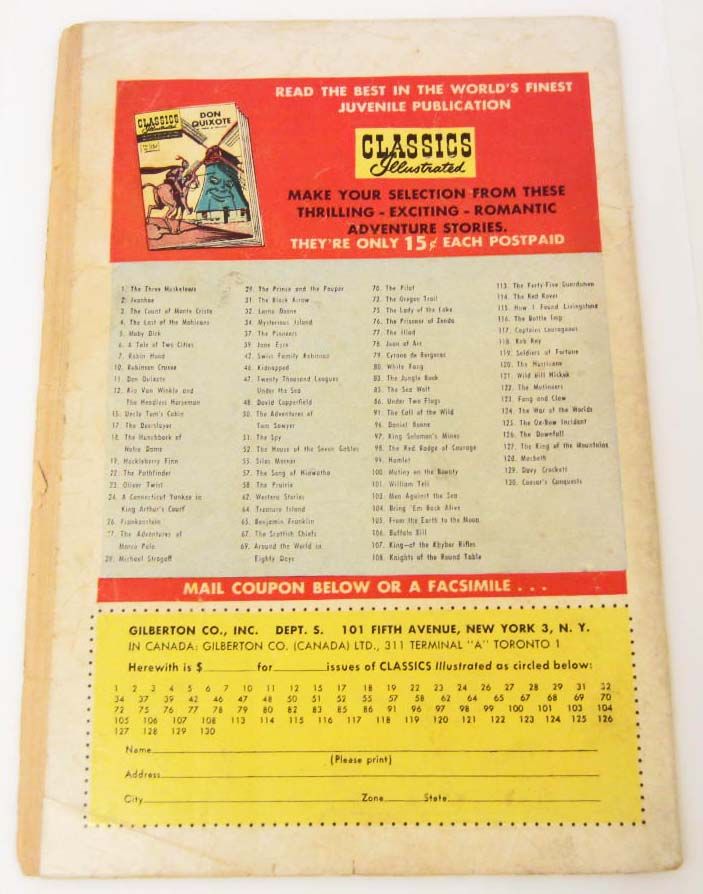 READ THE BEST IN THE WORLD'S FINEST
JUVENILE PUBLICATION
CLASSICS
Illustrated
DON
QUIXOTE
CLASSICS
Illustrated
MAKE YOUR SELECTION FROM THESE
THRILLING - EXCITING - ROMANTIC
ADVENTURE STORIES.
THEY'RE ONLY 15¢ EACH POSTPAID
1. The Three Musketeers
2. Ivanhoe
3. The Count of Monte Cristo
4. The Last of the Mohicans
5. Moby Dick
6. A Tale of Two Cities
7. Robin Hood
10. Robinson Crusoe
11. Don Quixote
12. Rip Van Winkle and
The Headless Horseman
15. Uncle Tom's Cabin
17. The Deerslayer
18. The Hunchback of
Notre Dame
19. Huckleberry Finn
22. The Pathfinder
23. Oliver Twist
24. A Connecticut Yankee in
King Arthur's Court
26. Frankenstein
27. The Adventures of
Marco Polo
28. Michael Strogoff
29. The Prince and the Pauper
31. The Black Arrow
32. Lorna Doone
34. Mysterious Island
37. The Pioneers
39. Jane Eyre
42. Swiss Family Robinson
46. Kidnapped
47. Twenty Thousand Leagues
Under the Sea
48. David Copperfield
50. The Adventures of
Tom Sawyer
51. The Spy
52. The House of the Seven Gables
55. Silas Marner
57. The Song of Hiawatha
58. The Prairie
62. Western Stories
64. Treasure Island
65. Benjamin Franklin
67. The Scottish Chiefs
69. Around the World in
Eighty Days
70. The Pilot
72. The Oregon Trail
75. The Lady of the Lake
76. The Prisoner of Zenda
77. The Iliad
78. Joan of Arc
79. Cyrano de Bergerac
80. White Fang
82. The Jungle Book
85. The Sea Wolf
86. Under Two Flags
91. The Call of the Wild
96. Daniel Boone
97. King Solomon's Mines
98. The Red Badge of Courage
99. Hamlet
100. Mutiny on the Bounty
101. William Tell
103. Men Against the Sea
104. Bring 'Em Back Alive
105. From the Earth to the Moon
106. Buffalo Bill
107. King—of the Khyber Rifles
108. Knights of the Round Table
113. The Forty-Five Guardsmen
114. The Red Rover
115. How I Found Livingstone
116. The Bottle Imp
117. Captains Courageous
118. Rob Roy
119. Soldiers of Fortune
120. The Hurricane
121. Wild Bill Hickok
122. The Mutineers
123. Fang and Claw
124. The War of the Worlds
125. The Ox-Bow Incident
126. The Downfall
127. The King of the Mountains
128. Macbeth
129. Davy Crockett
130. Caesar's Conquests
MAIL COUPON BELOW OR A FACSIMILE . . .
GILBERTON CO., INC. DEPT. S. 101 FIFTH AVENUE, NEW YORK 3, N. Y.
IN CANADA: GILBERTON CO. (CANADA) LTD., 311 TERMINAL "A" TORONTO 1
Herewith is $ for issues of CLASSICS Illustrated as circled below:
1 2 3 4 5 6 7 10 11 12 15 17 18 19 22 23 24 26 27 28 29 31 32
34 37 39 42 46 47 48 50 51 52 55 57 58 62 64 65 67 68 69 70
72 75 76 77 78 79 80 82 83 85 86 91 96 97 98 99 100 101 103 104
105 106 107 108 113 114 115 116 117 118 119 120 121 122 123 124 125 126
127 128 129 130
Name
(Please print)
Address
City Zone State